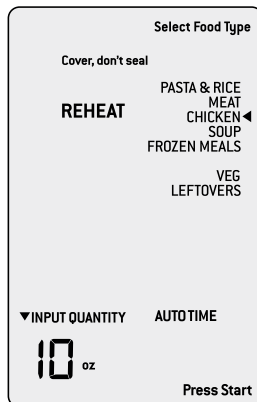 Select Food Type
Cover, don't seal
REHEAT
PASTA & RICE
MEAT
CHICKEN
SOUP
FROZEN MEALS
VEG
LEFTOVERS
INPUT QUANTITY
AUTO TIME
10 oz
Press Start